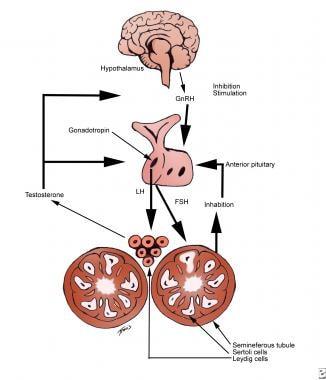 Hypothalamus
Inhibition
Stimulation
GnRH
Gonadotropin
Anterior pituitary
LH
FSH
Testosterone
Inhabition
Semineferous tubule
Sertoli cells
Leydig cells